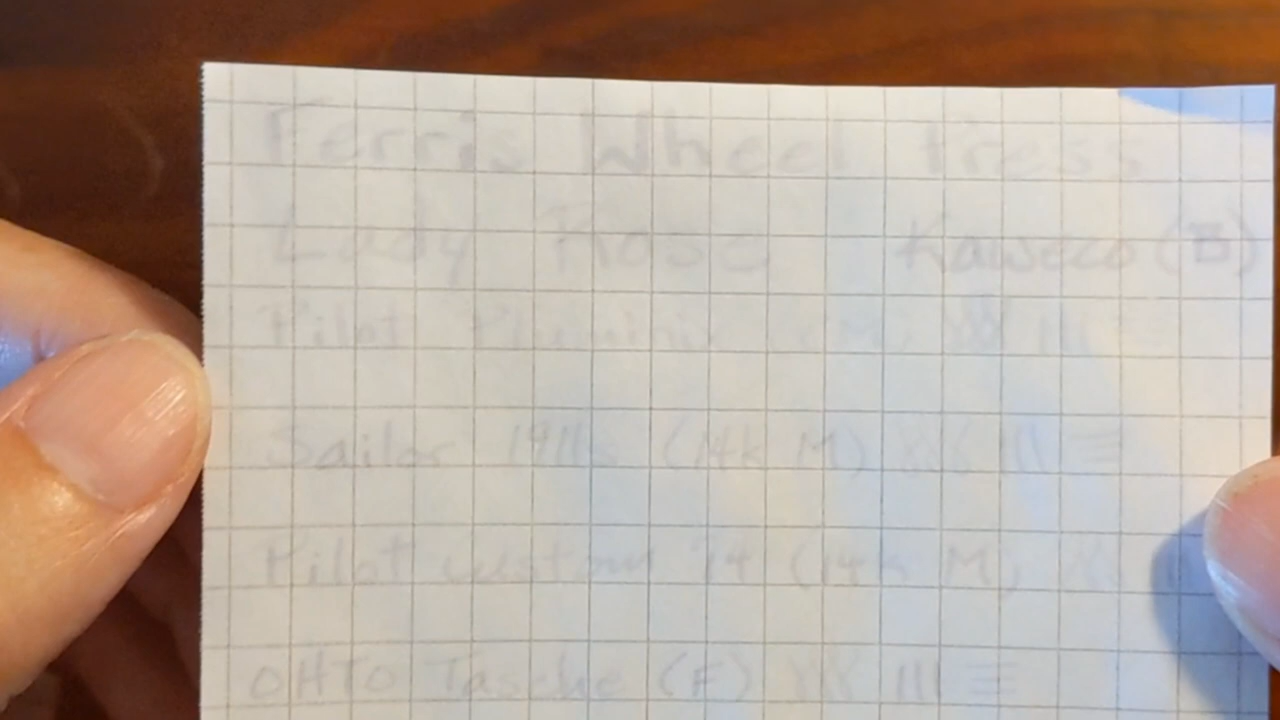 Ferris Wheel Press
Lady Rose Kaweco (B)
Pilot (M)
Sailor 1911s (14k M)
Pilot Custom 74 (14k M)
OHTO Tasche (F)